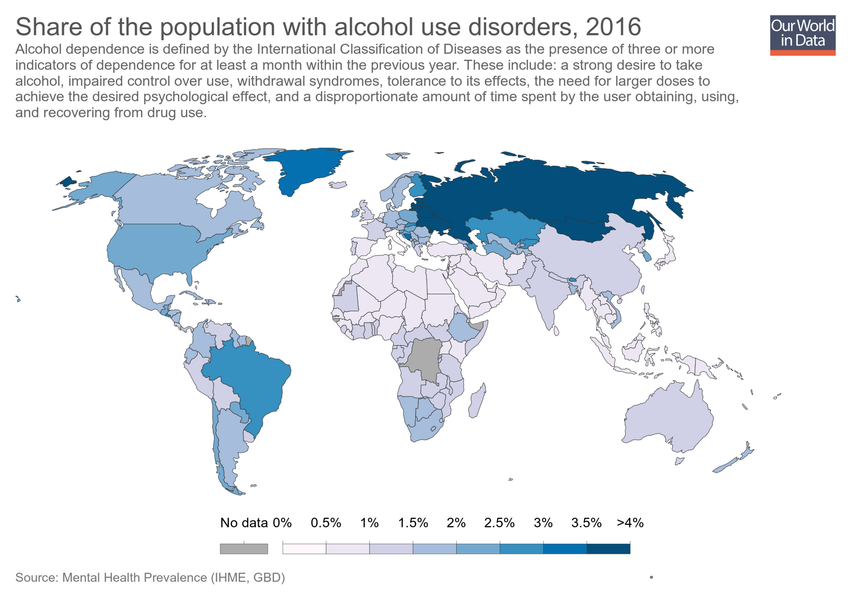 Share of the population with alcohol use disorders, 2016
Our World
in Data
Alcohol dependence is defined by the International Classification of Diseases as the presence of three or more
indicators of dependence for at least a month within the previous year. These include: a strong desire to take
alcohol, impaired control over use, withdrawal syndromes, tolerance to its effects, the need for larger doses to
achieve the desired psychological effect, and a disproportionate amount of time spent by the user obtaining, using,
and recovering from drug use.
No data 0% 0.5% 1% 1.5% 2% 2.5% 3% 3.5% >4%
Source: Mental Health Prevalence (IHME, GBD)